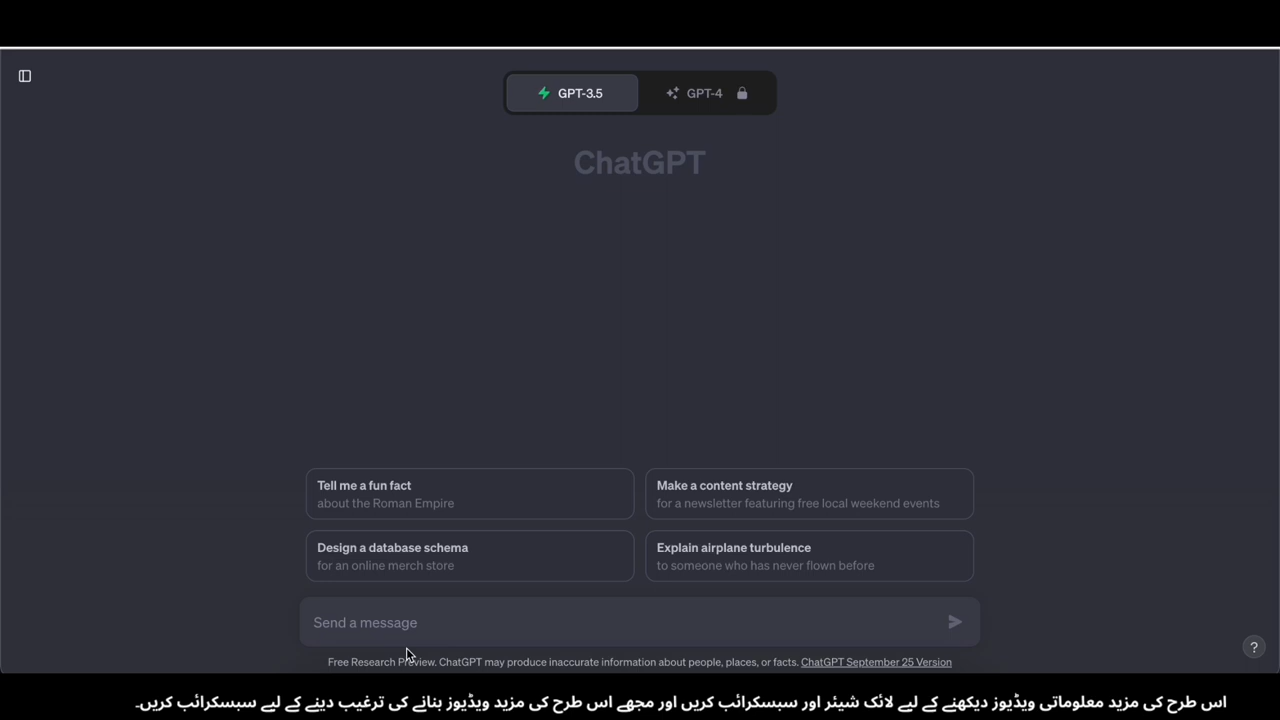 GPT-3.5
GPT-4
ChatGPT
Tell me a fun fact
about the Roman Empire
Make a content strategy
for a newsletter featuring free local weekend events
Design a database schema
for an online merch store
Explain airplane turbulence
to someone who has never flown before
Send a message
Free Research Preview. ChatGPT may produce inaccurate information about people, places, or facts. ChatGPT September 25 Version
?
اس طرح کی مزید معلوماتی ویڈیوز دیکھنے کے لیے لائک شیئر اور سبسکرائب کریں اور مجھے اس طرح کی مزید ویڈیوز بنانے کی ترغیب دینے کے لیے سبسکرائب کریں۔